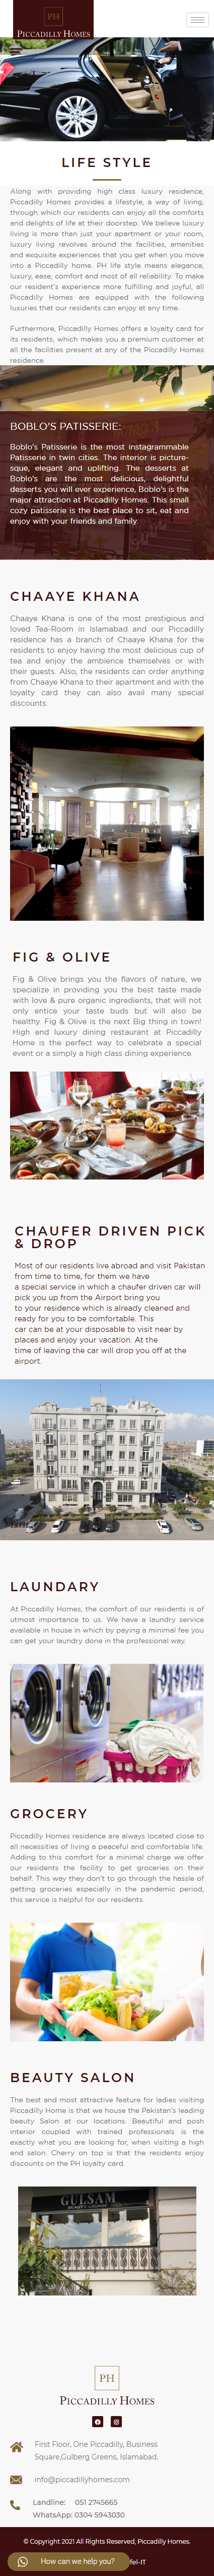 PH
PICCADILLY HOMES
LIFE STYLE
Along with providing high class luxury residence,
Piccadilly Homes provides a lifestyle, a way of living,
through which our residents can enjoy all the comforts
and delights of life at their doorstep. We believe luxury
living is more than just your apartment or your room,
luxury living revolves around the facilities, amenities
and exquisite experiences that you get when you move
into a Piccadilly home. PH life style means elegance,
luxury, ease, comfort and most of all reliability. To make
our resident's experience more fulfilling and joyful, all
Piccadilly Homes are equipped with the following
luxuries that our residents can enjoy at any time.
Furthermore, Piccadilly Homes offers a loyalty card for
its residents, which makes you a premium customer at
all the facilities present at any of the Piccadilly Homes
residence.
BOBLO'S PATISSERIE:
Boblo's Patisserie is the most instagrammable
Patisserie in twin cities. The interior is picture-
sque, elegant and uplifting. The desserts at
Boblo's are the most delicious, delightful
desserts you will ever experience, Boblo's is the
major attraction at Piccadilly Homes. This small
cozy patisserie is the best place to sit, eat and
enjoy with your friends and family.
CHAAYE KHANA
Chaaye Khana is one of the most prestigious and
loved Tea-Room in Islamabad and our Piccadilly
residence has a branch of Chaaye Khana for the
residents to enjoy having the most delicious cup of
tea and enjoy the ambience themselves or with
their guests. Also, the residents can order anything
from Chaaye Khana to their apartment and with the
loyalty card they can also avail many special
discounts.
FIG & OLIVE
Fig & Olive brings you the flavors of nature, we
specialize in providing you the best taste made
with love & pure organic ingredients, that will not
only entice your taste buds but will also be
healthy. Fig & Olive is the next Big thing in town!
High end luxury dining restaurant at Piccadilly
Home is the perfect way to celebrate a special
event or a simply a high class dining experience.
CHAUFER DRIVEN PICK
& DROP
Most of our residents live abroad and visit Pakistan
from time to time, for them we have
a special service in which a chaufer driven car will
pick you up from the Airport bring you
to your residence which is already cleaned and
ready for you to be comfortable. This
car can be at your disposable to visit near by
places and enjoy your vacation. At the
time of leaving the car will drop you off at the
airport.
LAUNDARY
At Piccadilly Homes, the comfort of our residents is of
utmost importance to us. We have a laundry service
available in house in which by paying a minimal fee you
can get your laundry done in the professional way.
GROCERY
Piccadilly Homes residence are always located close to
all necessities of living a peaceful and comfortable life.
Adding to this comfort for a minimal charge we offer
our residents the facility to get groceries on their
behalf. This way they don't to go through the hassle of
getting groceries especially in the pandemic period,
this service is helpful for our residents.
BEAUTY SALON
The best and most attractive feature for ladies visiting
Piccadilly Home is that we house the Pakistan's leading
beauty Salon at our locations. Beautiful and posh
interior coupled with trained professionals is the
exactly what you are looking for, when visiting a high
end salon. Cherry on top is that the residents enjoy
discounts on the PH loyalty card.
GULSAM
PH
PICCADILLY HOMES
First Floor, One Piccadilly, Business
Square,Gulberg Greens, Islamabad.
info@piccadillyhomes.com
Landline: 051 2745665
WhatsApp: 0304 5943030
© Copyright 2021 All Rights Reserved, Piccadilly Homes.
How can we help you?